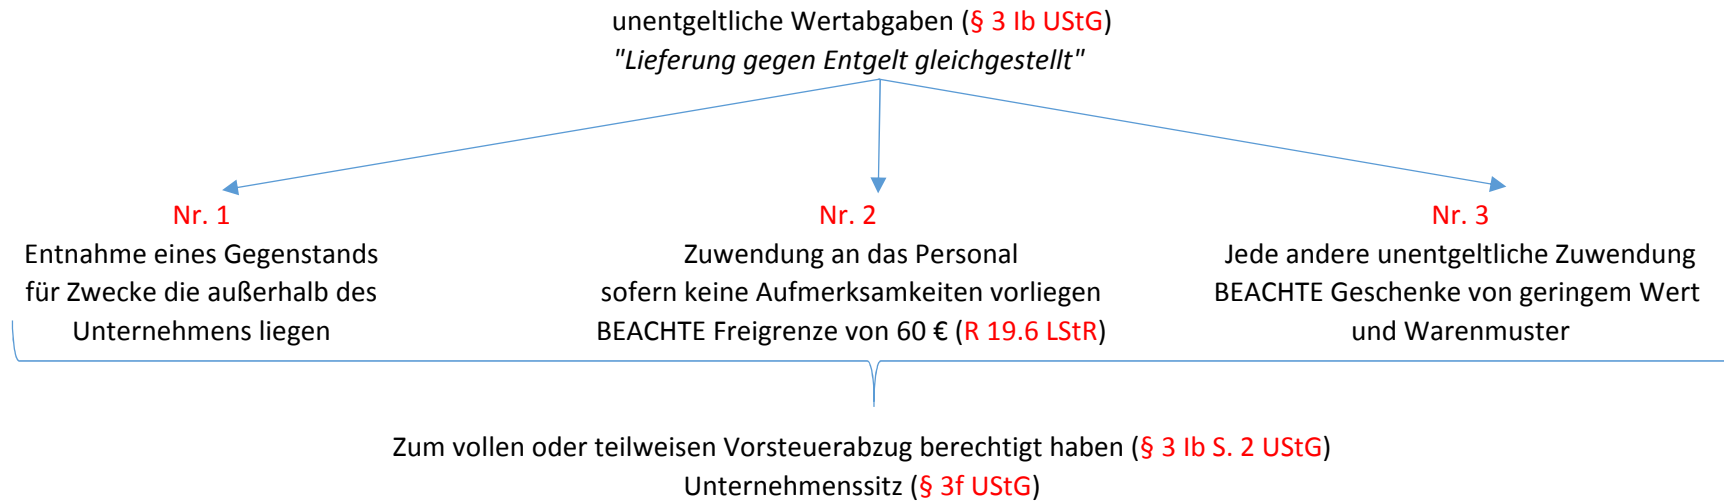 unentgeltliche Wertabgaben (§ 3 Ib UStG)
"Lieferung gegen Entgelt gleichgestellt"
Nr. 1
Entnahme eines Gegenstands
für Zwecke die außerhalb des
Unternehmens liegen
Nr. 2
Zuwendung an das Personal
sofern keine Aufmerksamkeiten vorliegen
BEACHTE Freigrenze von 60 € (R 19.6 LStR)
Nr. 3
Jede andere unentgeltliche Zuwendung
BEACHTE Geschenke von geringem Wert
und Warenmuster
Zum vollen oder teilweisen Vorsteuerabzug berechtigt haben (§ 3 Ib S. 2 UStG)
Unternehmenssitz (§ 3f UStG)